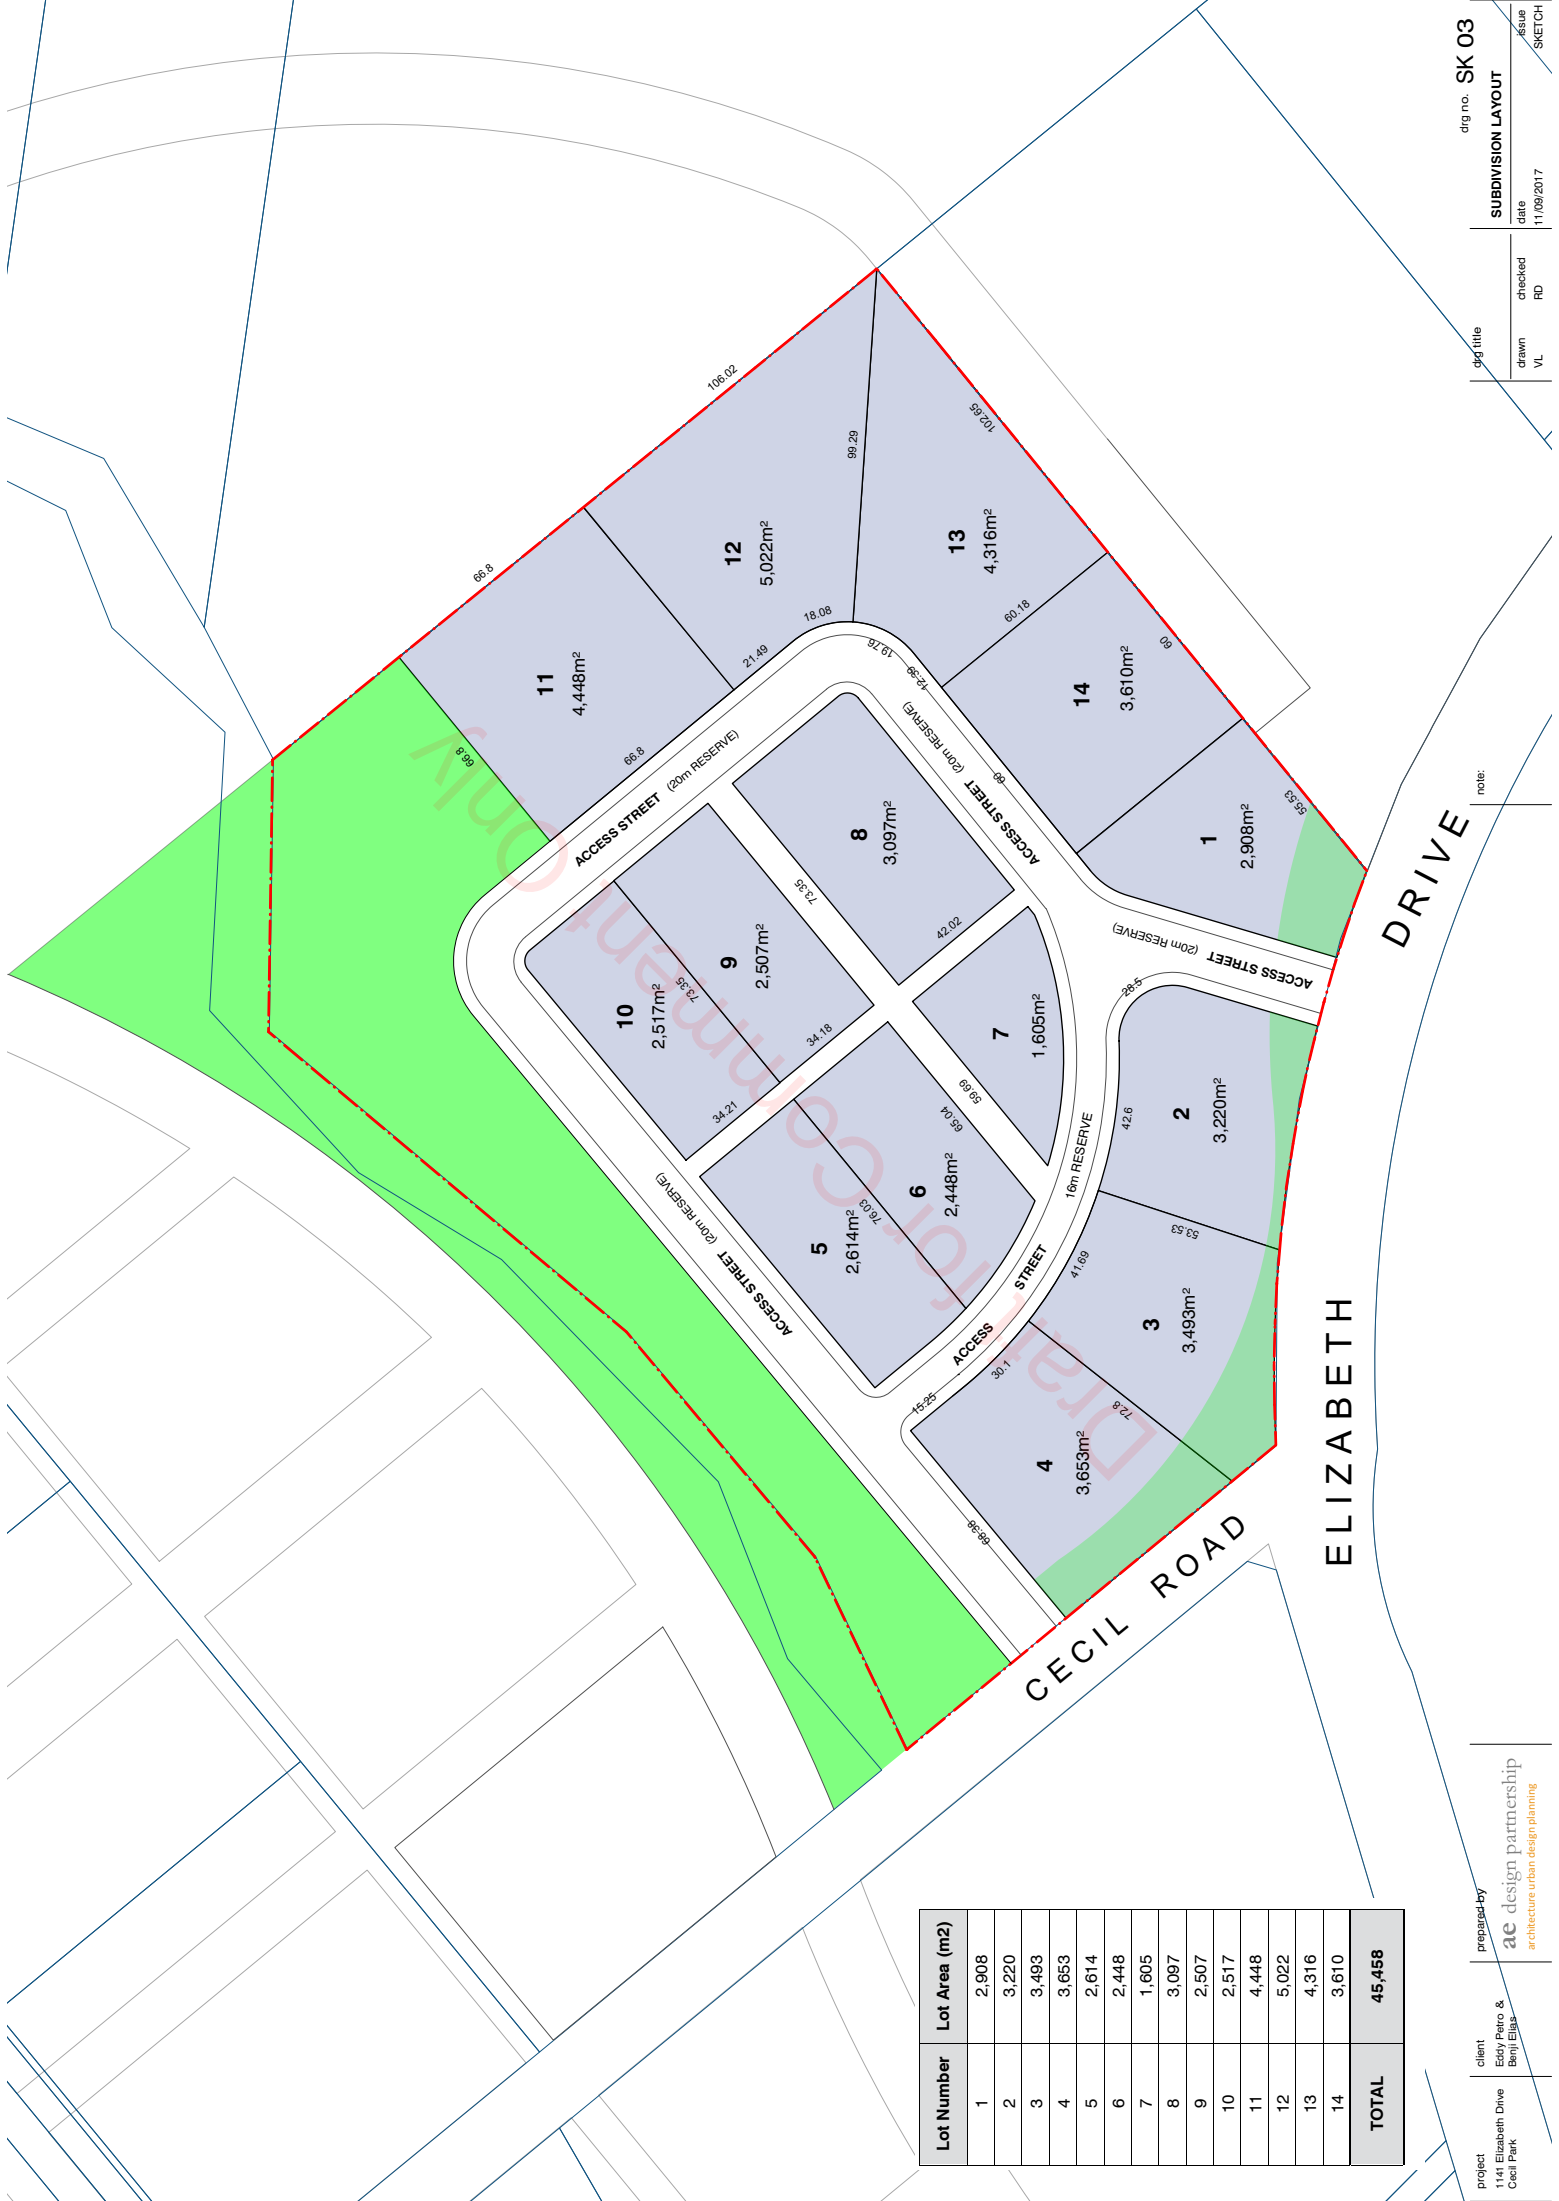 11
4,448m²
12
5,022m²
13
4,316m²
14
3,610m²
1
2,908m²
2
3,220m²
3
3,493m²
4
3,653m²
5
2,614m²
6
2,448m²
7
1,605m²
8
3,097m²
9
2,507m²
10
2,517m²
66.8
106.02
99.29
102.65
60
55.53
66.8
66.8
21.49
18.08
19.76
12.39
60.18
60
73.35
42.02
73.35
34.18
34.21
59.69
65.04
76.03
28.5
42.6
53.53
41.69
30.1
72.8
15.25
68.38
ACCESS STREET (20m RESERVE)
ACCESS STREET (20m RESERVE)
ACCESS STREET (20m RESERVE)
ACCESS STREET (20m RESERVE)
ACCESS STREET
16m RESERVE
Draft for Comment Only
CECIL ROAD
ELIZABETH DRIVE
Lot Number Lot Area (m2)
1 2,908
2 3,220
3 3,493
4 3,653
5 2,614
6 2,448
7 1,605
8 3,097
9 2,507
10 2,517
11 4,448
12 5,022
13 4,316
14 3,610
TOTAL 45,458
project
1141 Elizabeth Drive
Cecil Park
client
Eddy Petro &
Benji Elias
prepared by
ae design partnership
architecture urban design planning
note:
drg title
drg no. SK 03
SUBDIVISION LAYOUT
drawn
VL
checked
RD
date
11/09/2017
issue
SKETCH